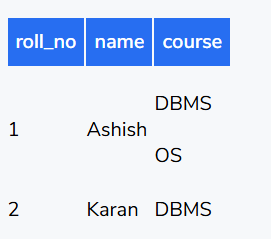 roll_no name course
DBMS
1 Ashish
OS
2 Karan DBMS